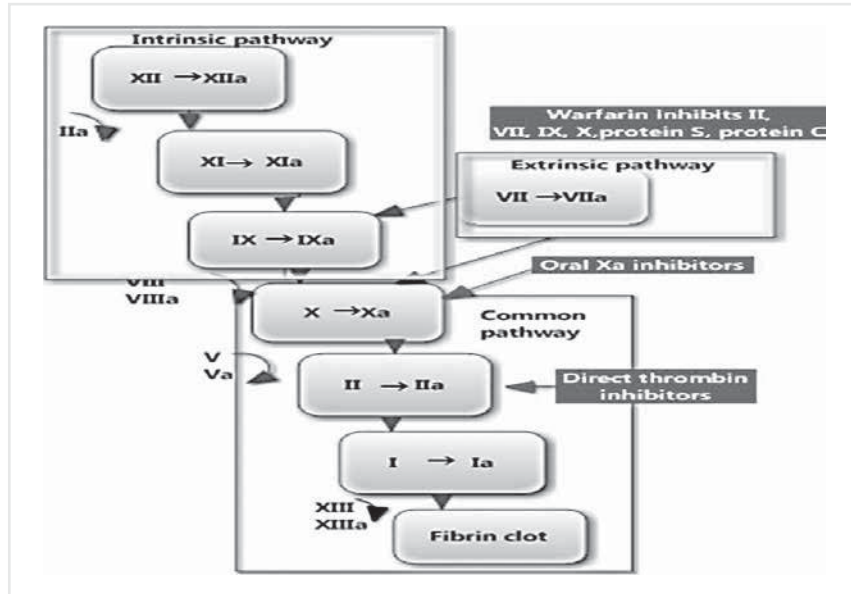 Intrinsic pathway
XII →XIIa
IIa
XI→ XIa
Warfarin Inhibits II,
VII, IX, X,protein S, protein C
Extrinsic pathway
VII →VIIa
IX →IXa
Oral Xa inhibitors
VIII
VIIIa
X →Xa
Common
pathway
V
Va
II →IIa
Direct thrombin
inhibitors
I → Ia
XIII
XIIIa
Fibrin clot